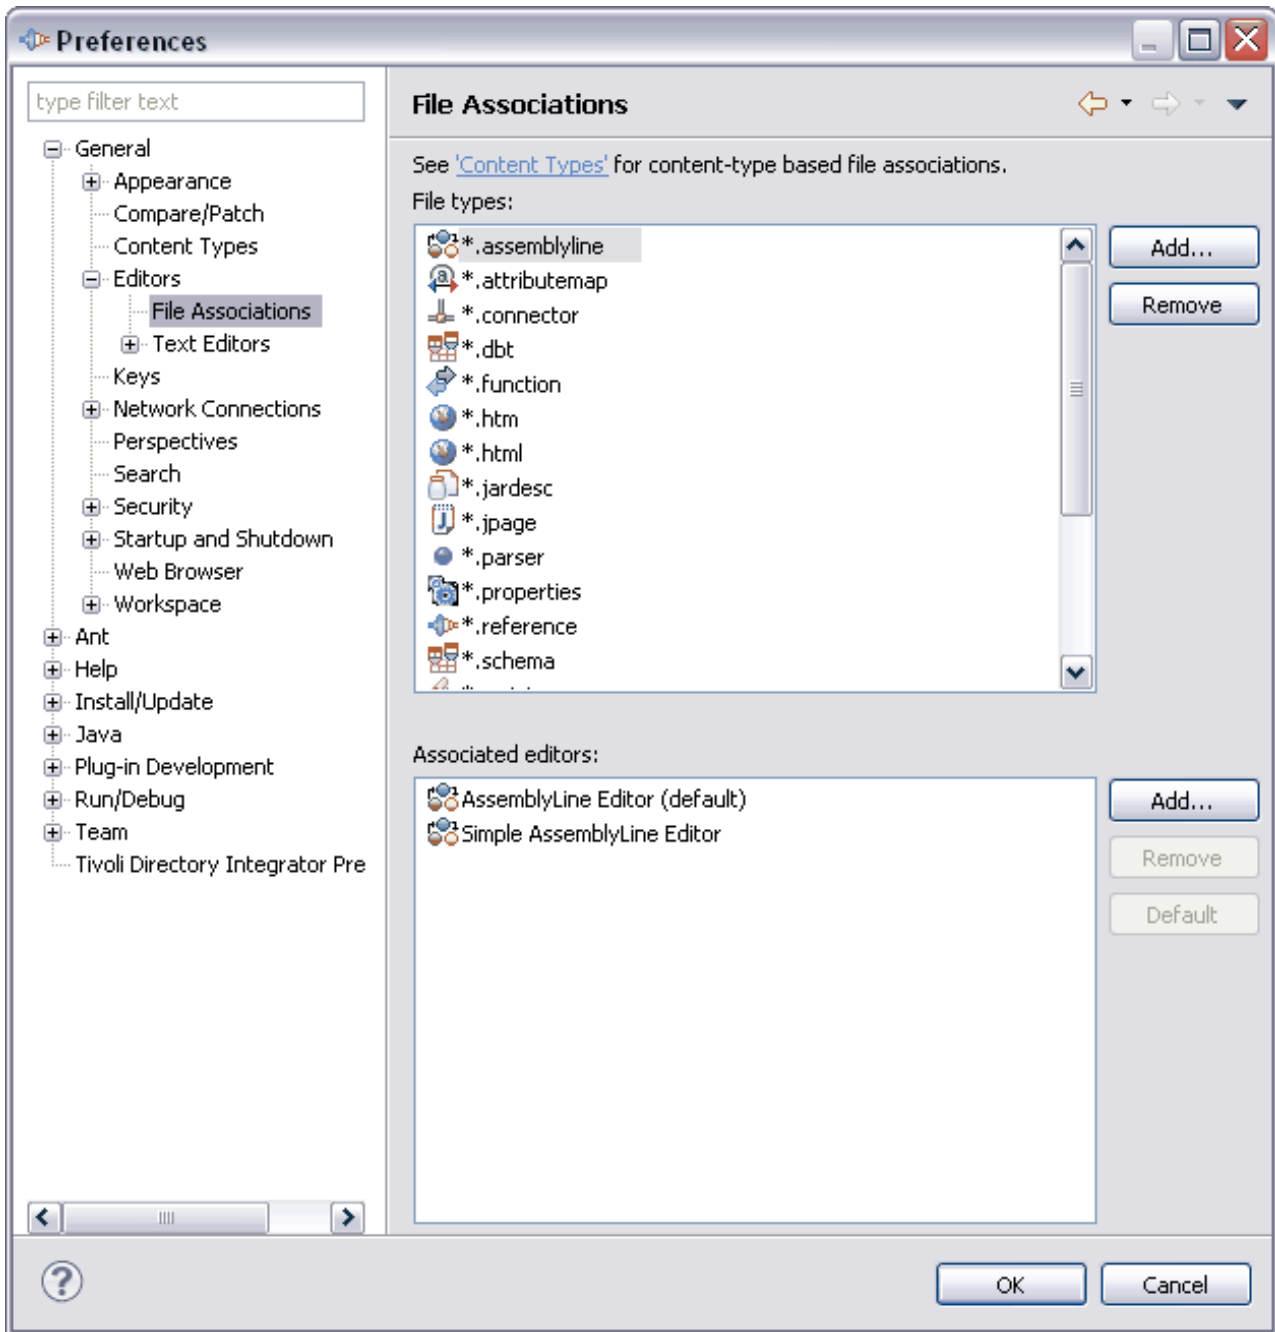 Preferences
type filter text
General
Appearance
Compare/Patch
Content Types
Editors
File Associations
Text Editors
Keys
Network Connections
Perspectives
Search
Security
Startup and Shutdown
Web Browser
Workspace
Ant
Help
Install/Update
Java
Plug-in Development
Run/Debug
Team
Tivoli Directory Integrator Pre
File Associations
See 'Content Types' for content-type based file associations.
File types:
*.assemblyline
*.attributemap
*.connector
*.dbt
*.function
*.htm
*.html
*.jardesc
*.jpage
*.parser
*.properties
*.reference
*.schema
Add...
Remove
Associated editors:
AssemblyLine Editor (default)
Simple AssemblyLine Editor
Add...
Remove
Default
OK
Cancel